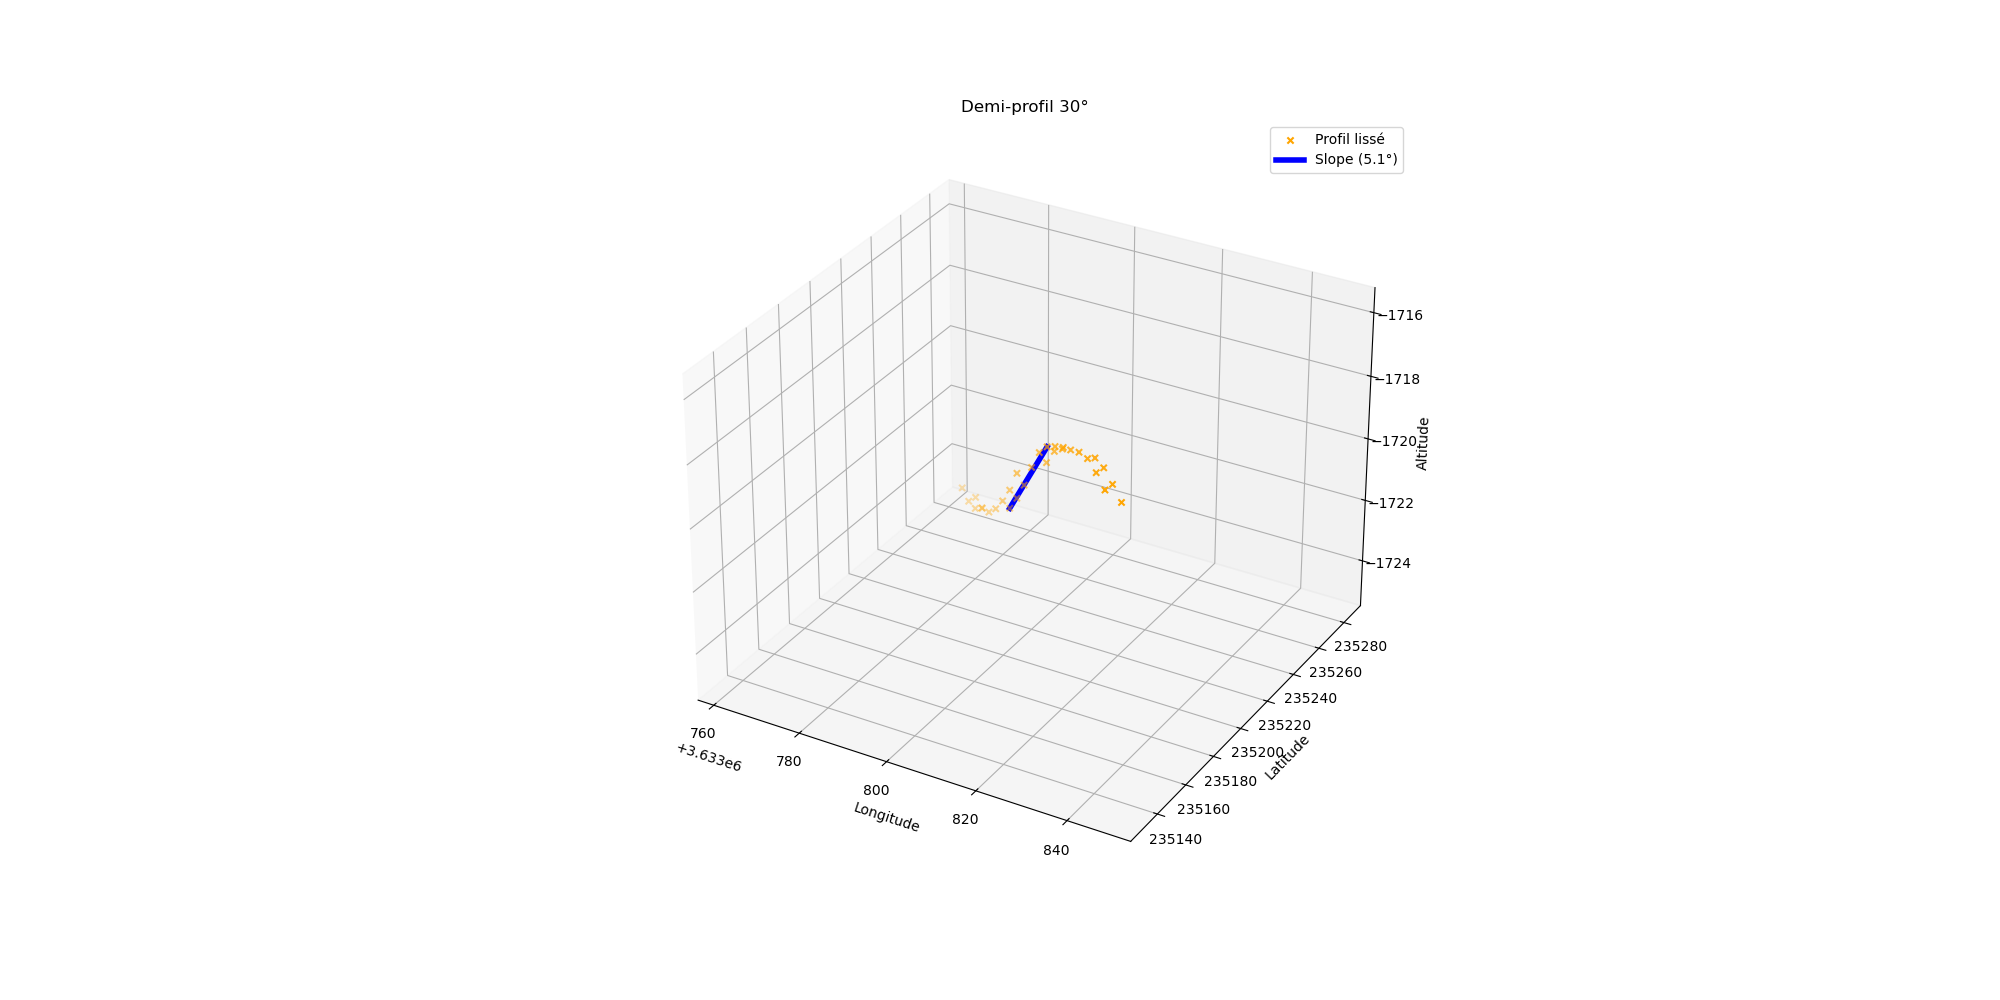 Demi-profil 30°
Profil lissé
Slope (5.1°)
−1716
−1718
−1720
−1722
−1724
Altitude
235280
235260
235240
235220
235200
235180
235160
235140
Latitude
760
780
800
820
840
+3.633e6
Longitude